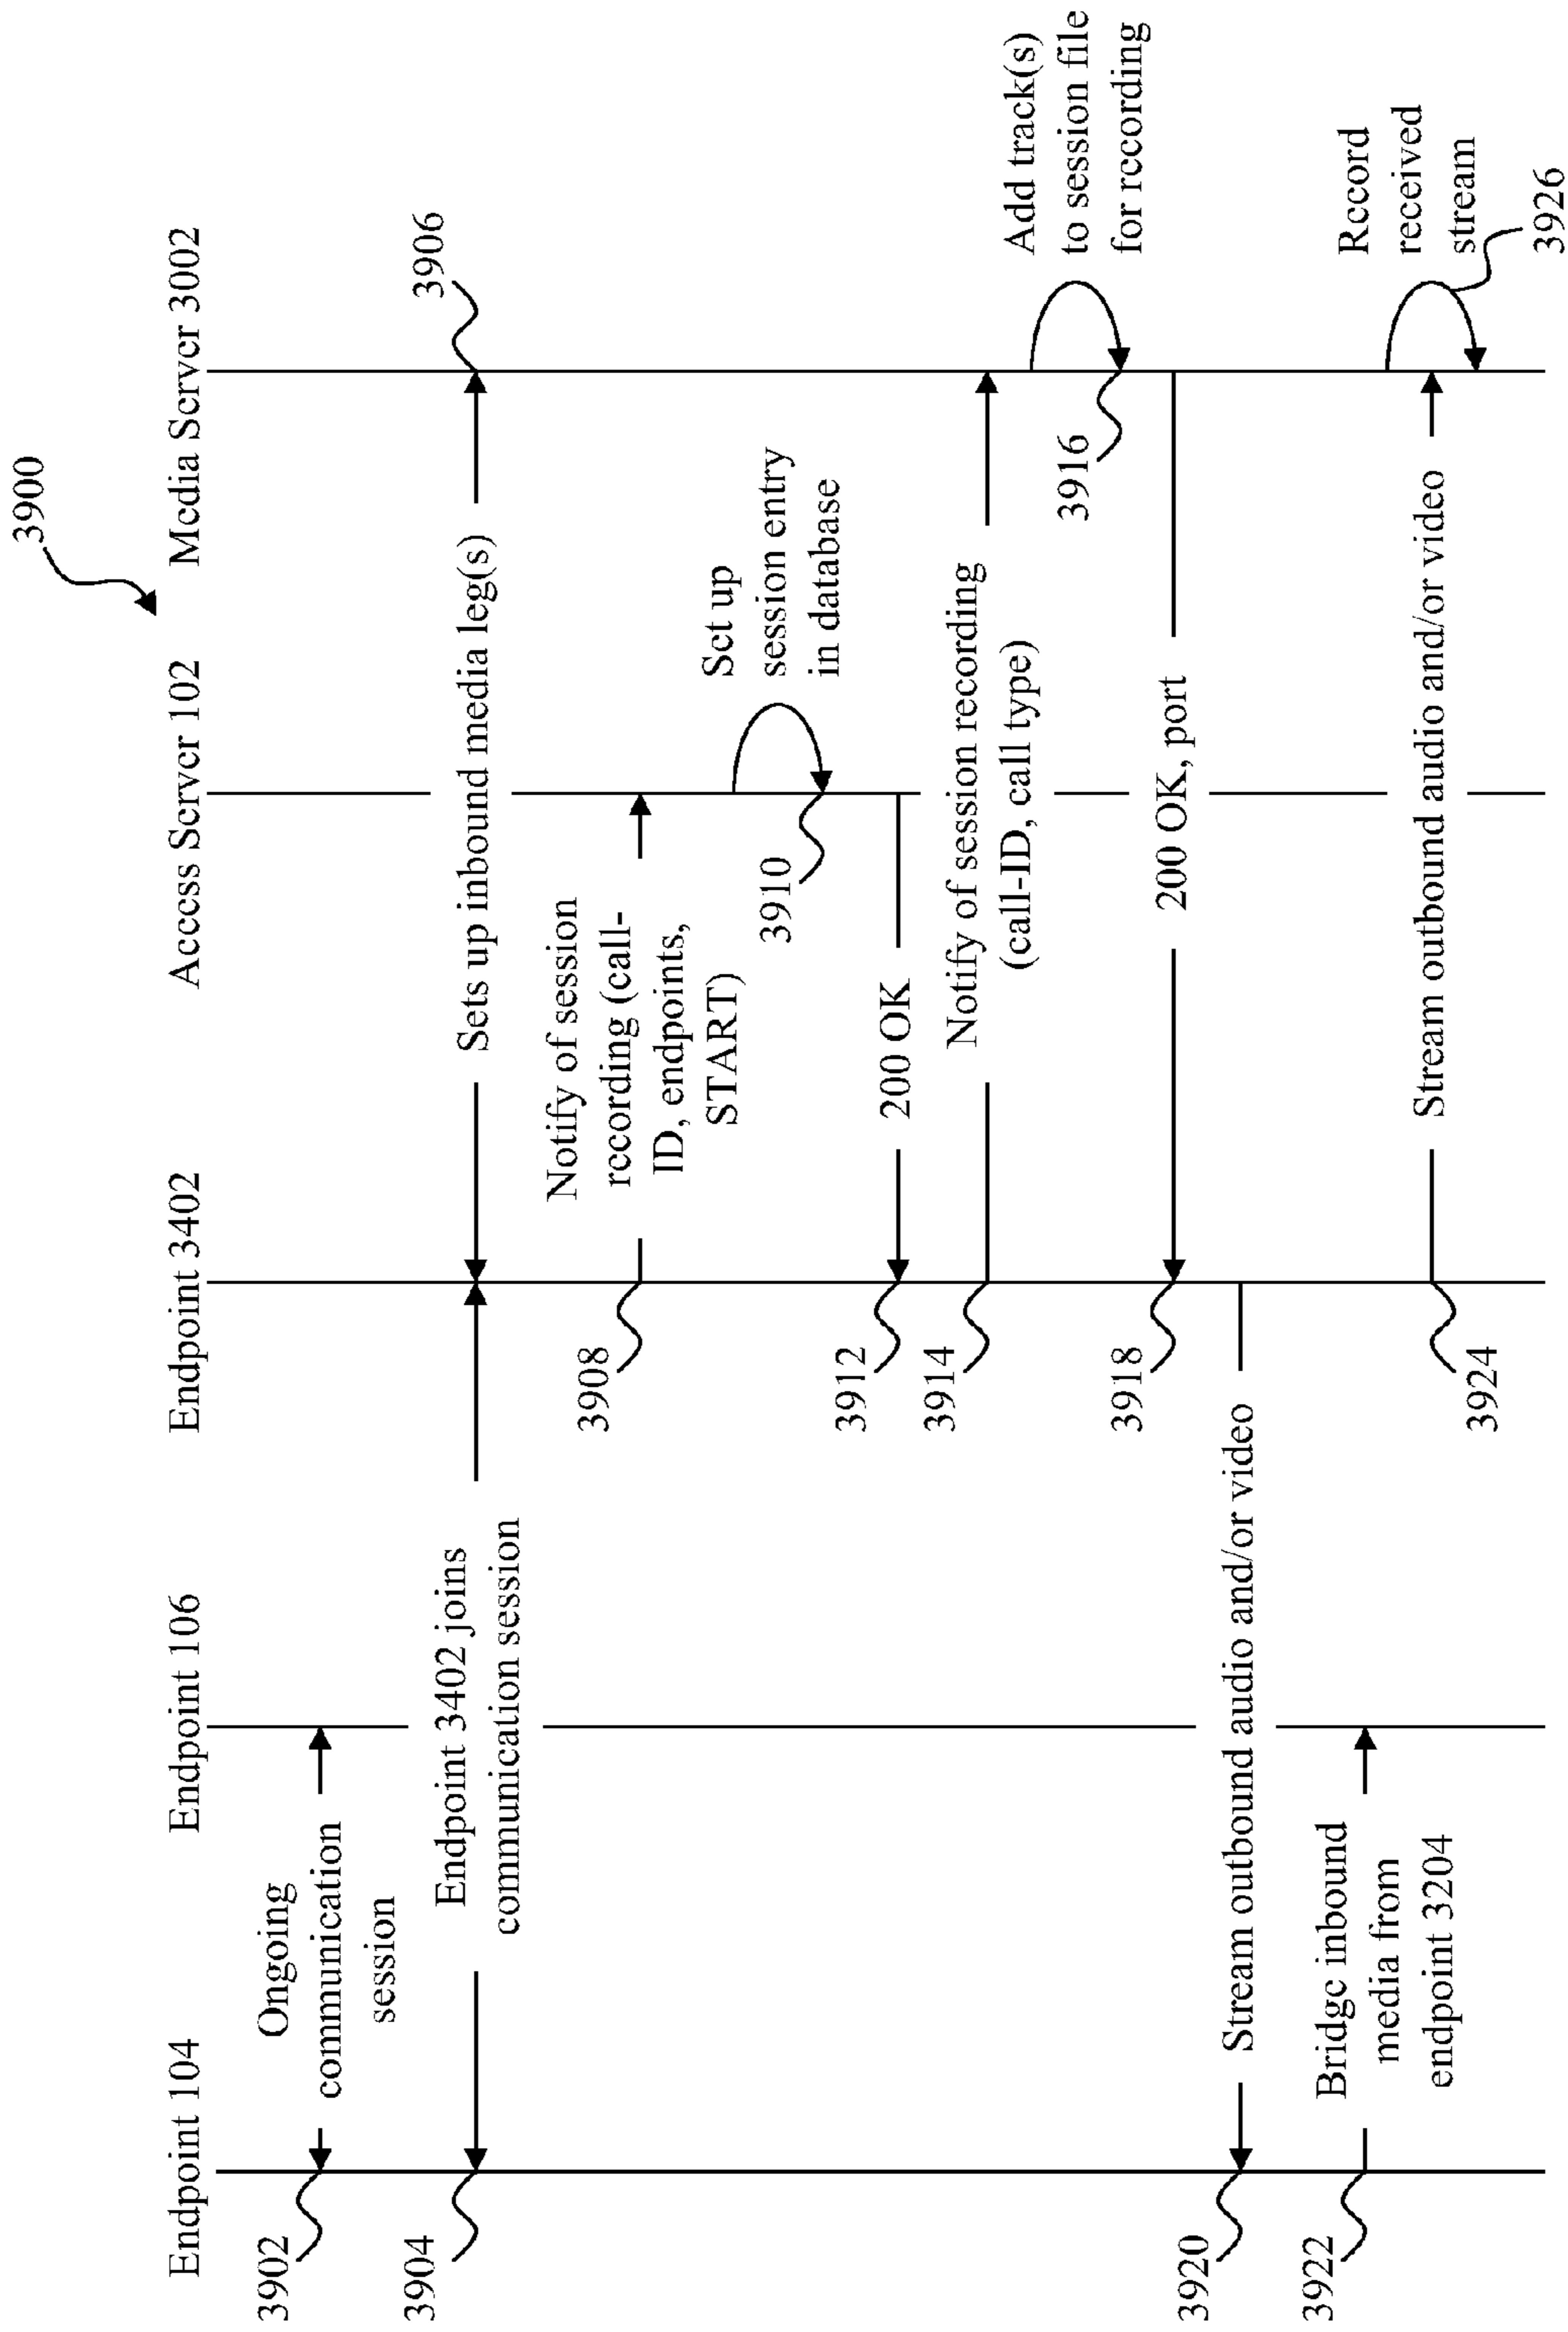 3900
Endpoint 104
Endpoint 106
Endpoint 3402
Access Server 102
Media Server 3002
3902
Ongoing
communication
session
3904
Endpoint 3402 joins
communication session
Sets up inbound media leg(s)
3906
3908
Notify of session
recording (call-
ID, endpoints,
START)
Set up
session entry
in database
3910
3912
200 OK
3914
Notify of session recording
(call-ID, call type)
Add track(s)
to session file
for recording
3916
3918
200 OK, port
3920
Stream outbound audio and/or video
3922
Bridge inbound
media from
endpoint 3204
3924
Stream outbound audio and/or video
Record
received
stream
3926